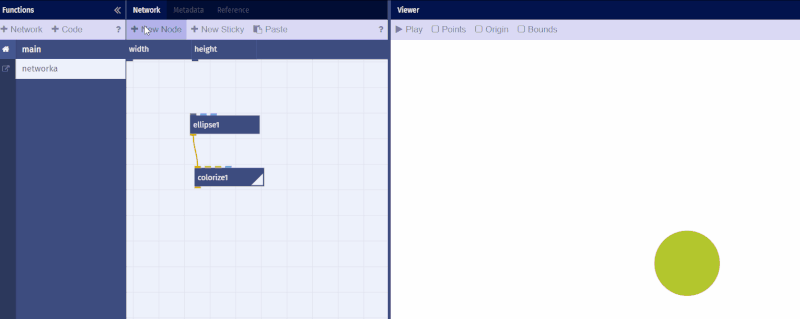 Functions
Network
Metadata
Reference
Viewer
Network
Code
?
New Node
New Sticky
Paste
?
Play
Points
Origin
Bounds
main
width
height
networka
ellipse1
colorize1